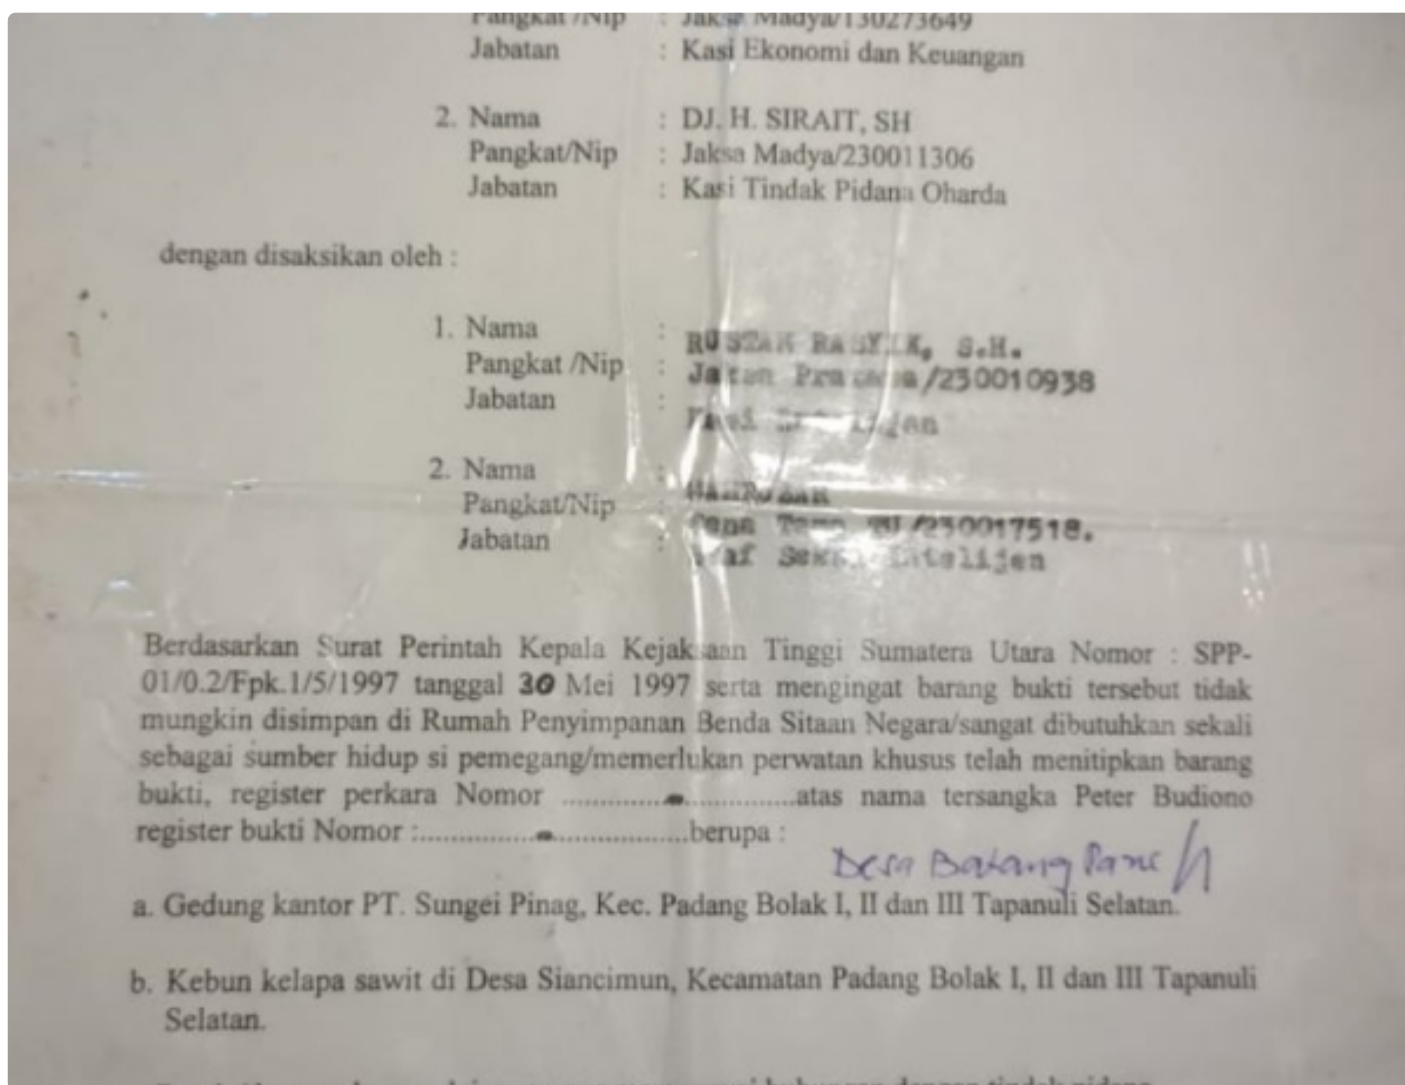 Pangkat /Nip : Jaksa Madya/130273649
Jabatan : Kasi Ekonomi dan Keuangan
2. Nama : DJ. H. SIRAIT, SH
Pangkat/Nip : Jaksa Madya/230011306
Jabatan : Kasi Tindak Pidana Oharda
dengan disaksikan oleh :
1. Nama : S.H.
Pangkat /Nip : /230010938
Jabatan :
2. Nama :
Pangkat/Nip : /230017518.
Jabatan :
Berdasarkan Surat Perintah Kepala Kejaksaan Tinggi Sumatera Utara Nomor : SPP-
01/0.2/Fpk.1/5/1997 tanggal 30 Mei 1997 serta mengingat barang bukti tersebut tidak
mungkin disimpan di Rumah Penyimpanan Benda Sitaan Negara/sangat dibutuhkan sekali
sebagai sumber hidup si pemegang/memerlukan perwatan khusus telah menitipkan barang
bukti, register perkara Nomor .............-..............atas nama tersangka Peter Budiono
register bukti Nomor :..............-.................berupa :
Desa Batang Pane
a. Gedung kantor PT. Sungei Pinag, Kec. Padang Bolak I, II dan III Tapanuli Selatan.
b. Kebun kelapa sawit di Desa Siancimun, Kecamatan Padang Bolak I, II dan III Tapanuli
Selatan.